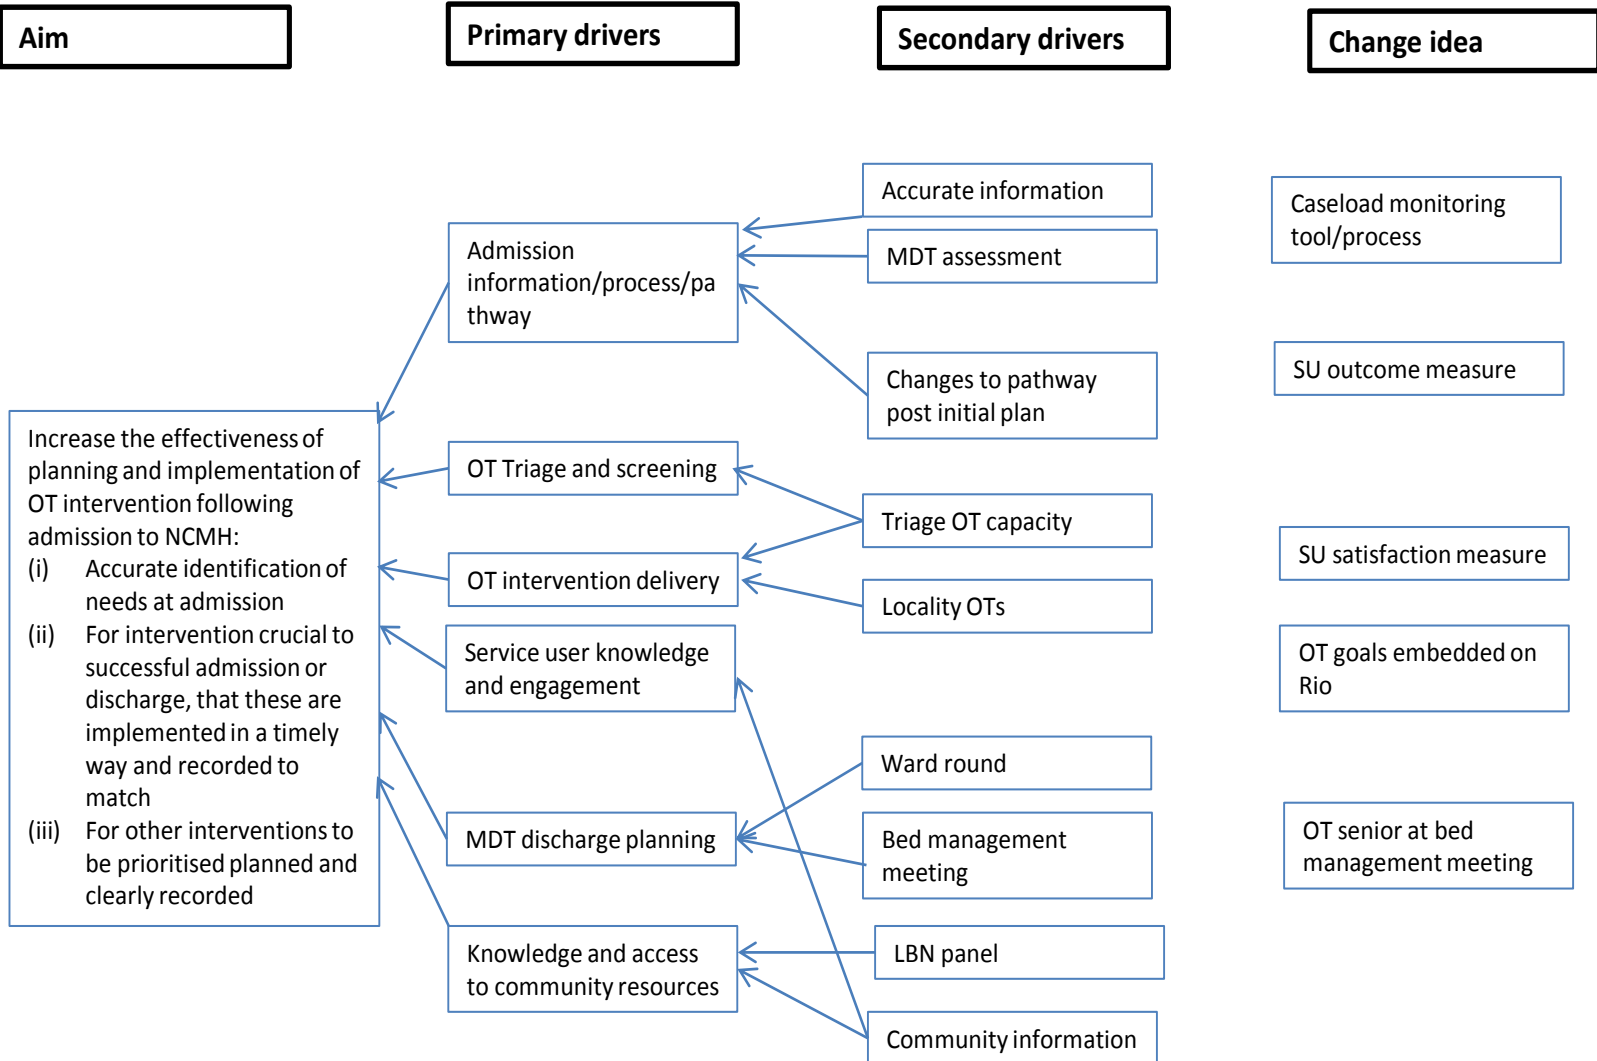 Aim
Primary drivers
Secondary drivers
Change idea
Increase the effectiveness of
planning and implementation of
OT intervention following
admission to NCMH:
(i) Accurate identification of
needs at admission
(ii) For intervention crucial to
successful admission or
discharge, that these are
implemented in a timely
way and recorded to
match
(iii) For other interventions to
be prioritised planned and
clearly recorded
Admission
information/process/pa
thway
OT Triage and screening
OT intervention delivery
Service user knowledge
and engagement
MDT discharge planning
Knowledge and access
to community resources
Accurate information
MDT assessment
Changes to pathway
post initial plan
Triage OT capacity
Locality OTs
Ward round
Bed management
meeting
LBN panel
Community information
Caseload monitoring
tool/process
SU outcome measure
SU satisfaction measure
OT goals embedded on
Rio
OT senior at bed
management meeting